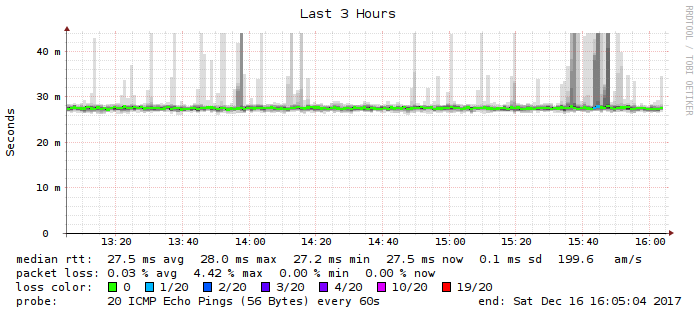 Last 3 Hours
RRDTOOL / TOBI OETIKER
Seconds
40 m
30 m
20 m
10 m
0
13:20 13:40 14:00 14:20 14:40 15:00 15:20 15:40 16:00
median rtt: 27.5 ms avg 28.0 ms max 27.2 ms min 27.5 ms now 0.1 ms sd 199.6 am/s
packet loss: 0.03 % avg 4.42 % max 0.00 % min 0.00 % now
loss color: 0 1/20 2/20 3/20 4/20 10/20 19/20
probe: 20 ICMP Echo Pings (56 Bytes) every 60s end: Sat Dec 16 16:05:04 2017